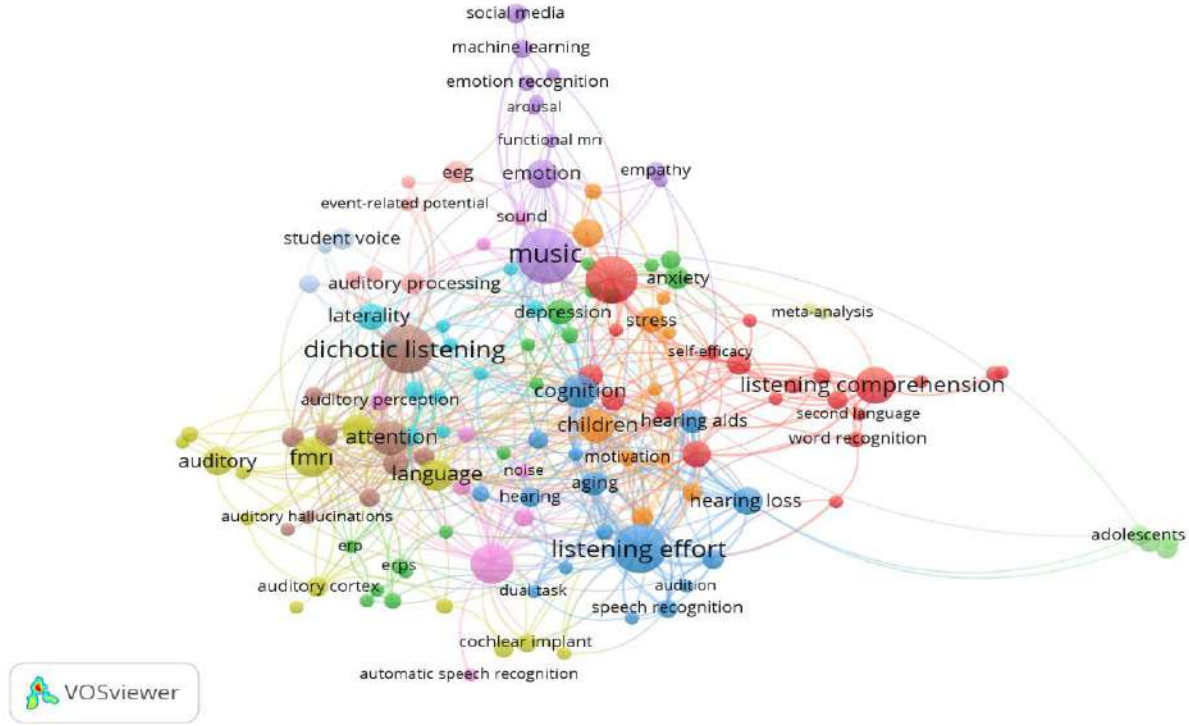 social media
machine learning
emotion recognition
arousal
functional mri
eeg
emotion
empathy
event-related potential
sound
student voice
music
auditory processing
anxiety
laterality
depression
stress
meta-analysis
dichotic listening
self-efficacy
cognition
listening comprehension
auditory perception
second language
children
hearing aids
attention
word recognition
auditory
fmri
motivation
language
noise
aging
hearing
hearing loss
auditory hallucinations
adolescents
erp
listening effort
erps
auditory cortex
dual task
audition
speech recognition
cochlear implant
automatic speech recognition
VOSviewer